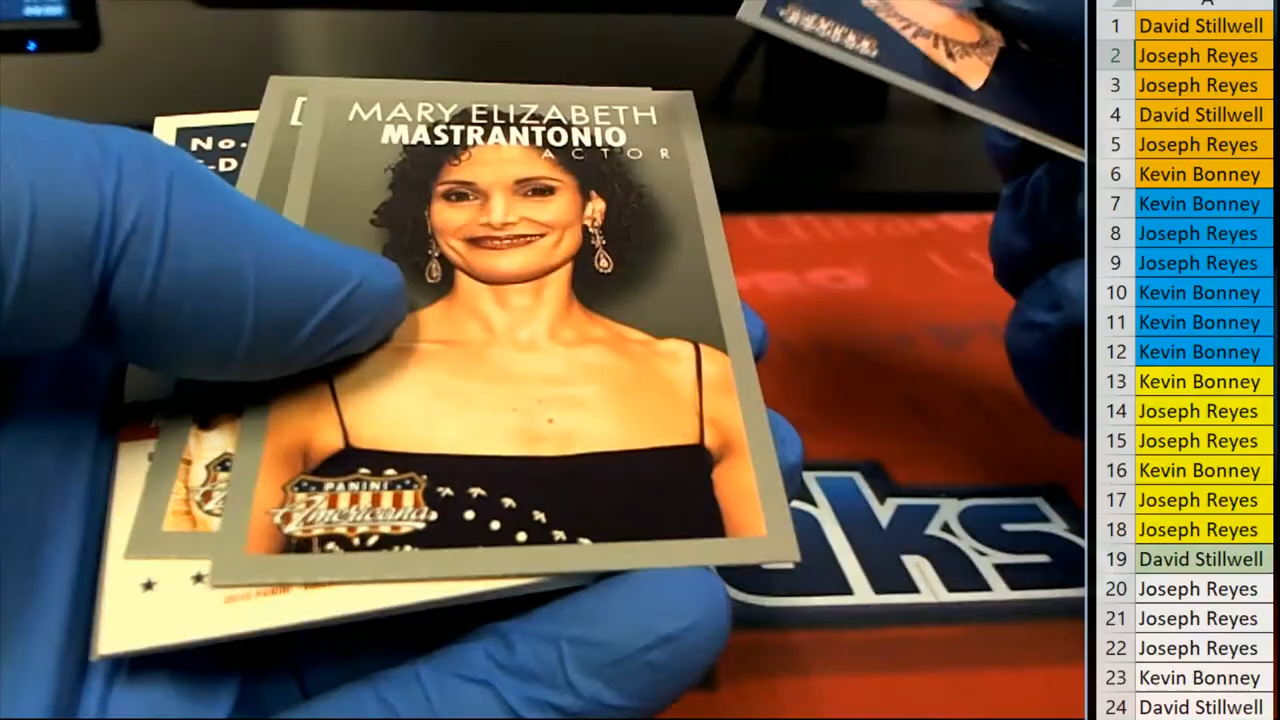 No.
-D
MARY ELIZABETH
MASTRANTONIO
ACTOR
PANINI
Americana
aks
A
1 David Stillwell
2 Joseph Reyes
3 Joseph Reyes
4 David Stillwell
5 Joseph Reyes
6 Kevin Bonney
7 Kevin Bonney
8 Joseph Reyes
9 Joseph Reyes
10 Kevin Bonney
11 Kevin Bonney
12 Kevin Bonney
13 Kevin Bonney
14 Joseph Reyes
15 Joseph Reyes
16 Kevin Bonney
17 Joseph Reyes
18 Joseph Reyes
19 David Stillwell
20 Joseph Reyes
21 Joseph Reyes
22 Joseph Reyes
23 Kevin Bonney
24 David Stillwell